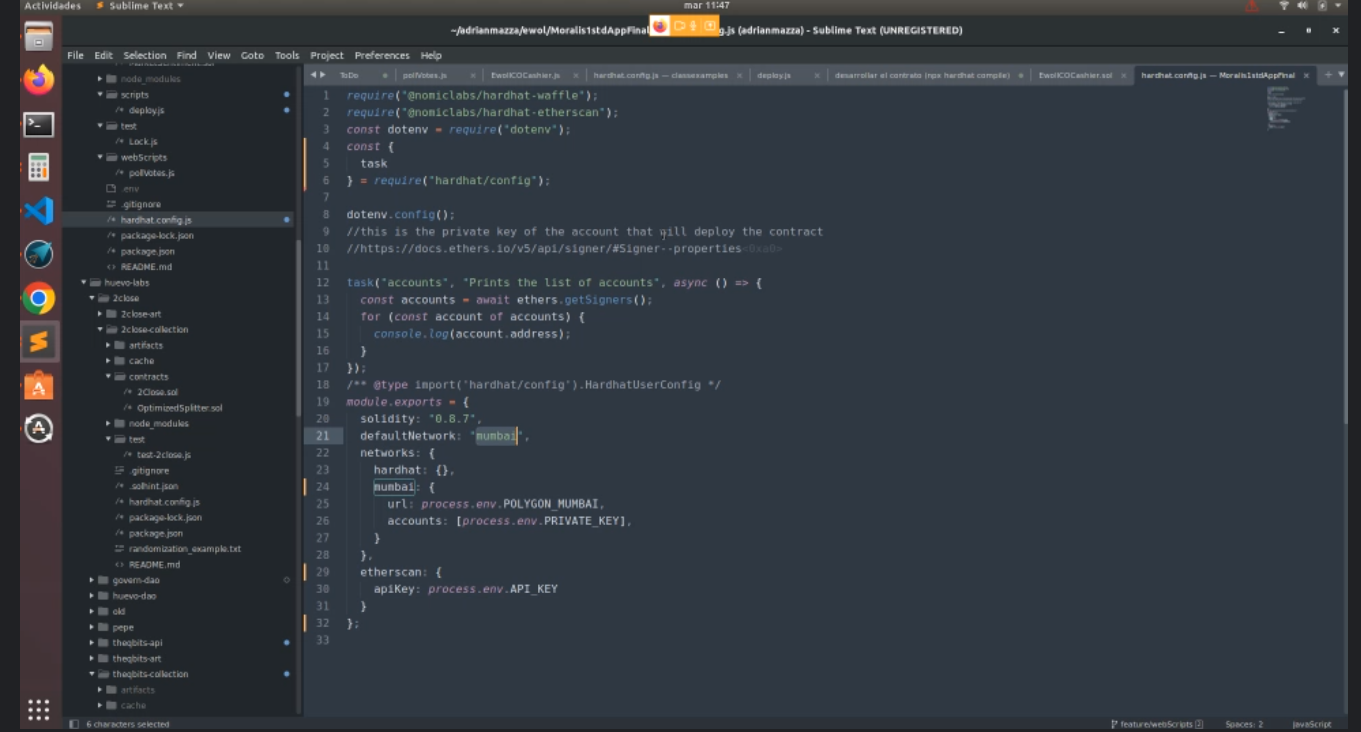 Actividades Sublime Text mar 11:47
~/adrianmazza/ewol/Moralis1stdAppFinal g.js (adrianmazza) - Sublime Text (UNREGISTERED)
File Edit Selection Find View Goto Tools Project Preferences Help
ToDo pollVotes.js EwolICOCashier.js hardhat.config.js — classexamples deploy.js desarrollar el contrato (npx hardhat compile) EwolICOCashier.sol hardhat.config.js — Moralis1stdAppFinal
node_modules
scripts
deploy.js
test
Lock.js
webScripts
pollVotes.js
.env
.gitignore
hardhat.config.js
package-lock.json
package.json
README.md
huevo-labs
2close
2close-art
2close-collection
artifacts
cache
contracts
2Close.sol
OptimizedSplitter.sol
node_modules
test
test-2close.js
.gitignore
.solhint.json
hardhat.config.js
package-lock.json
package.json
randomization_example.txt
README.md
govern-dao
huevo-dao
old
pepe
theqbits-api
theqbits-art
theqbits-collection
artifacts
cache
1 require("@nomiclabs/hardhat-waffle");
2 require("@nomiclabs/hardhat-etherscan");
3 const dotenv = require("dotenv");
4 const {
5 task
6 } = require("hardhat/config");
7
8 dotenv.config();
9 //this is the private key of the account that will deploy the contract
10 //https://docs.ethers.io/v5/api/signer/#Signer--properties<0xa0>
11
12 task("accounts", "Prints the list of accounts", async () => {
13 const accounts = await ethers.getSigners();
14 for (const account of accounts) {
15 console.log(account.address);
16 }
17 });
18 /** @type import('hardhat/config').HardhatUserConfig */
19 module.exports = {
20 solidity: "0.8.7",
21 defaultNetwork: "mumbai",
22 networks: {
23 hardhat: {},
24 mumbai: {
25 url: process.env.POLYGON_MUMBAI,
26 accounts: [process.env.PRIVATE_KEY],
27 }
28 },
29 etherscan: {
30 apiKey: process.env.API_KEY
31 }
32 };
33
6 characters selected feature/webScripts 2 Spaces: 2 JavaScript